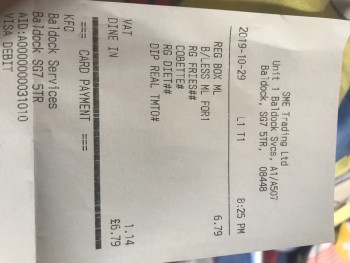 SME Trading Ltd
Unit 1 Baldock Svcs, A1/A507
Baldock, SG7 5TR, 08448
2019-10-29 L1 T1 8:25 PM
REG BOX ML 6.79
B/LESS ML FOR1
RG FRIES##
COBETTE#
RG DIET##
DIP REAL TMTO#
VAT 1.14
DINE IN £6.79
=== CARD PAYMENT ===
KFC
Baldock Services
Baldock SG7 5TR
AID:A0000000031010
VISA DEBIT